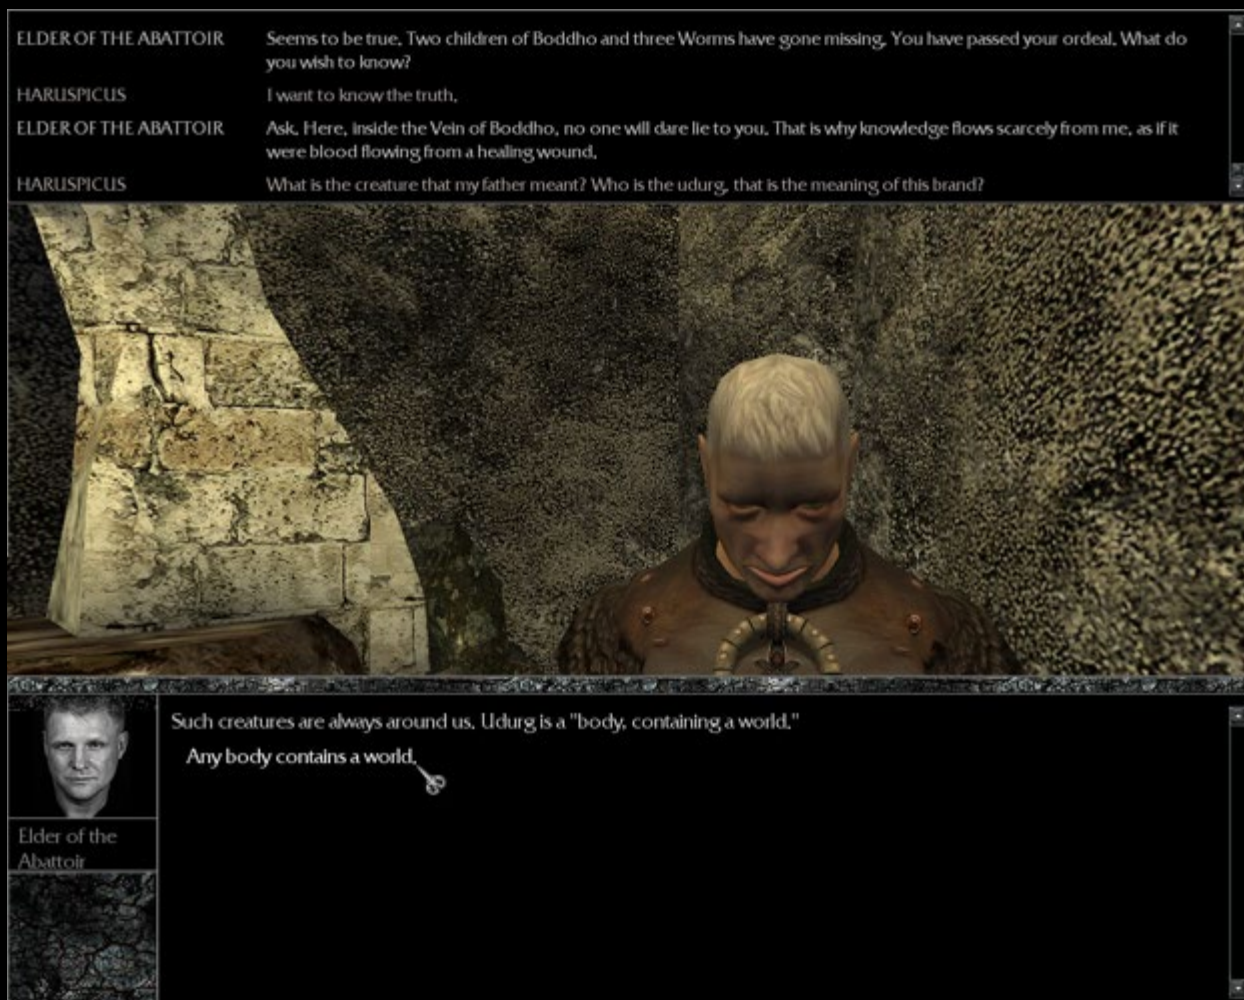 ELDER OF THE ABATTOIR Seems to be true. Two children of Boddho and three Worms have gone missing. You have passed your ordeal. What do
you wish to know?
HARUSPICUS I want to know the truth.
ELDER OF THE ABATTOIR Ask. Here, inside the Vein of Boddho, no one will dare lie to you. That is why knowledge flows scarcely from me, as if it
were blood flowing from a healing wound.
HARUSPICUS What is the creature that my father meant? Who is the udurg, that is the meaning of this brand?
Such creatures are always around us. Udurg is a "body, containing a world."
Any body contains a world.
Elder of the
Abattoir